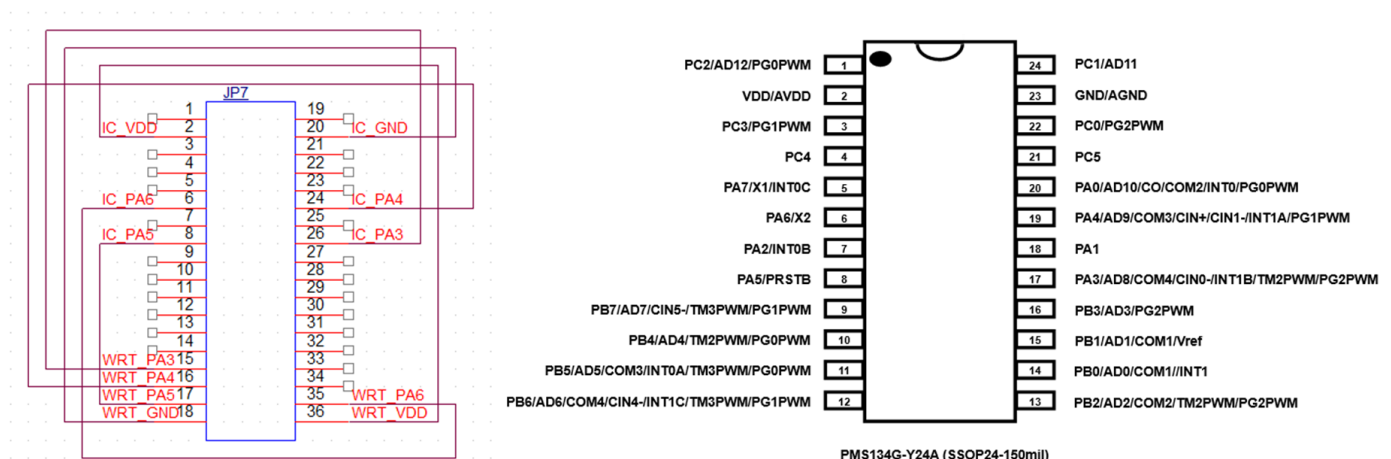 JP7
1 19
IC_VDD 2 20 IC_GND
3 21
4 22
5 23
IC_PA6 6 24 IC_PA4
7 25
IC_PA5 8 26 IC_PA3
9 27
10 28
11 29
12 30
13 31
14 32
WRT_PA3 15 33
WRT_PA4 16 34
WRT_PA5 17 35 WRT_PA6
WRT_GND 18 36 WRT_VDD
PC2/AD12/PG0PWM 1 24 PC1/AD11
VDD/AVDD 2 23 GND/AGND
PC3/PG1PWM 3 22 PC0/PG2PWM
PC4 4 21 PC5
PA7/X1/INT0C 5 20 PA0/AD10/CO/COM2/INT0/PG0PWM
PA6/X2 6 19 PA4/AD9/COM3/CIN+/CIN1-/INT1A/PG1PWM
PA2/INT0B 7 18 PA1
PA5/PRSTB 8 17 PA3/AD8/COM4/CIN0-/INT1B/TM2PWM/PG2PWM
PB7/AD7/CIN5-/TM3PWM/PG1PWM 9 16 PB3/AD3/PG2PWM
PB4/AD4/TM2PWM/PG0PWM 10 15 PB1/AD1/COM1/Vref
PB5/AD5/COM3/INT0A/TM3PWM/PG0PWM 11 14 PB0/AD0/COM1//INT1
PB6/AD6/COM4/CIN4-/INT1C/TM3PWM/PG1PWM 12 13 PB2/AD2/COM2/TM2PWM/PG2PWM
PMS134G-Y24A (SSOP24-150mil)